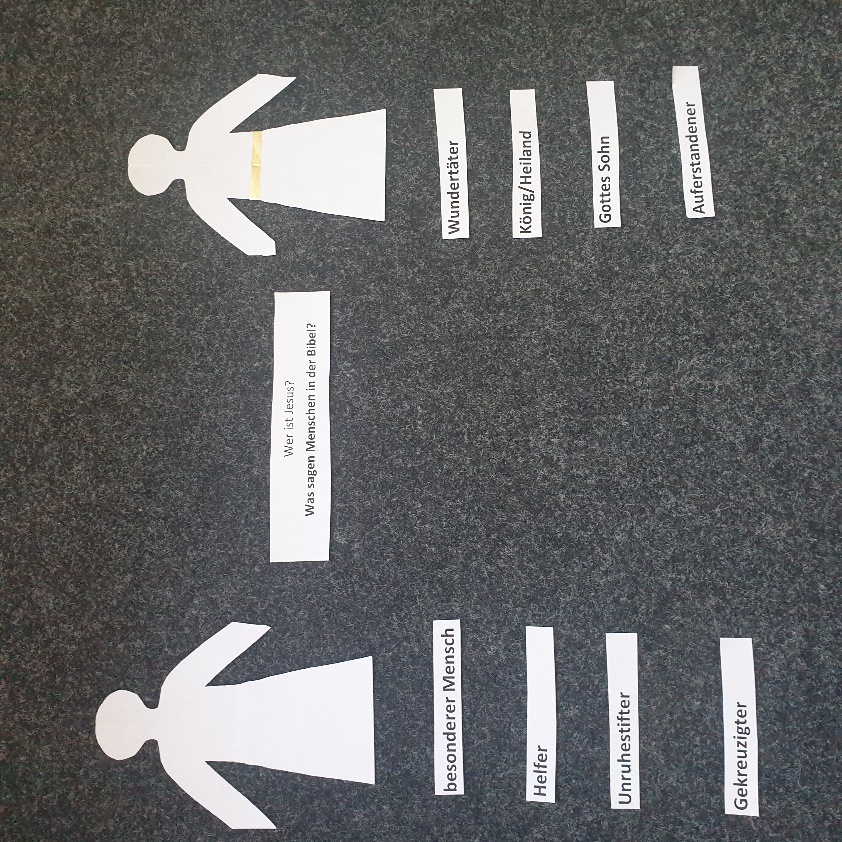 Wer ist Jesus?
Was sagen Menschen in der Bibel?
besonderer Mensch
Helfer
Unruhestifter
Gekreuzigter
Wundertäter
König/Heiland
Gottes Sohn
Auferstandener